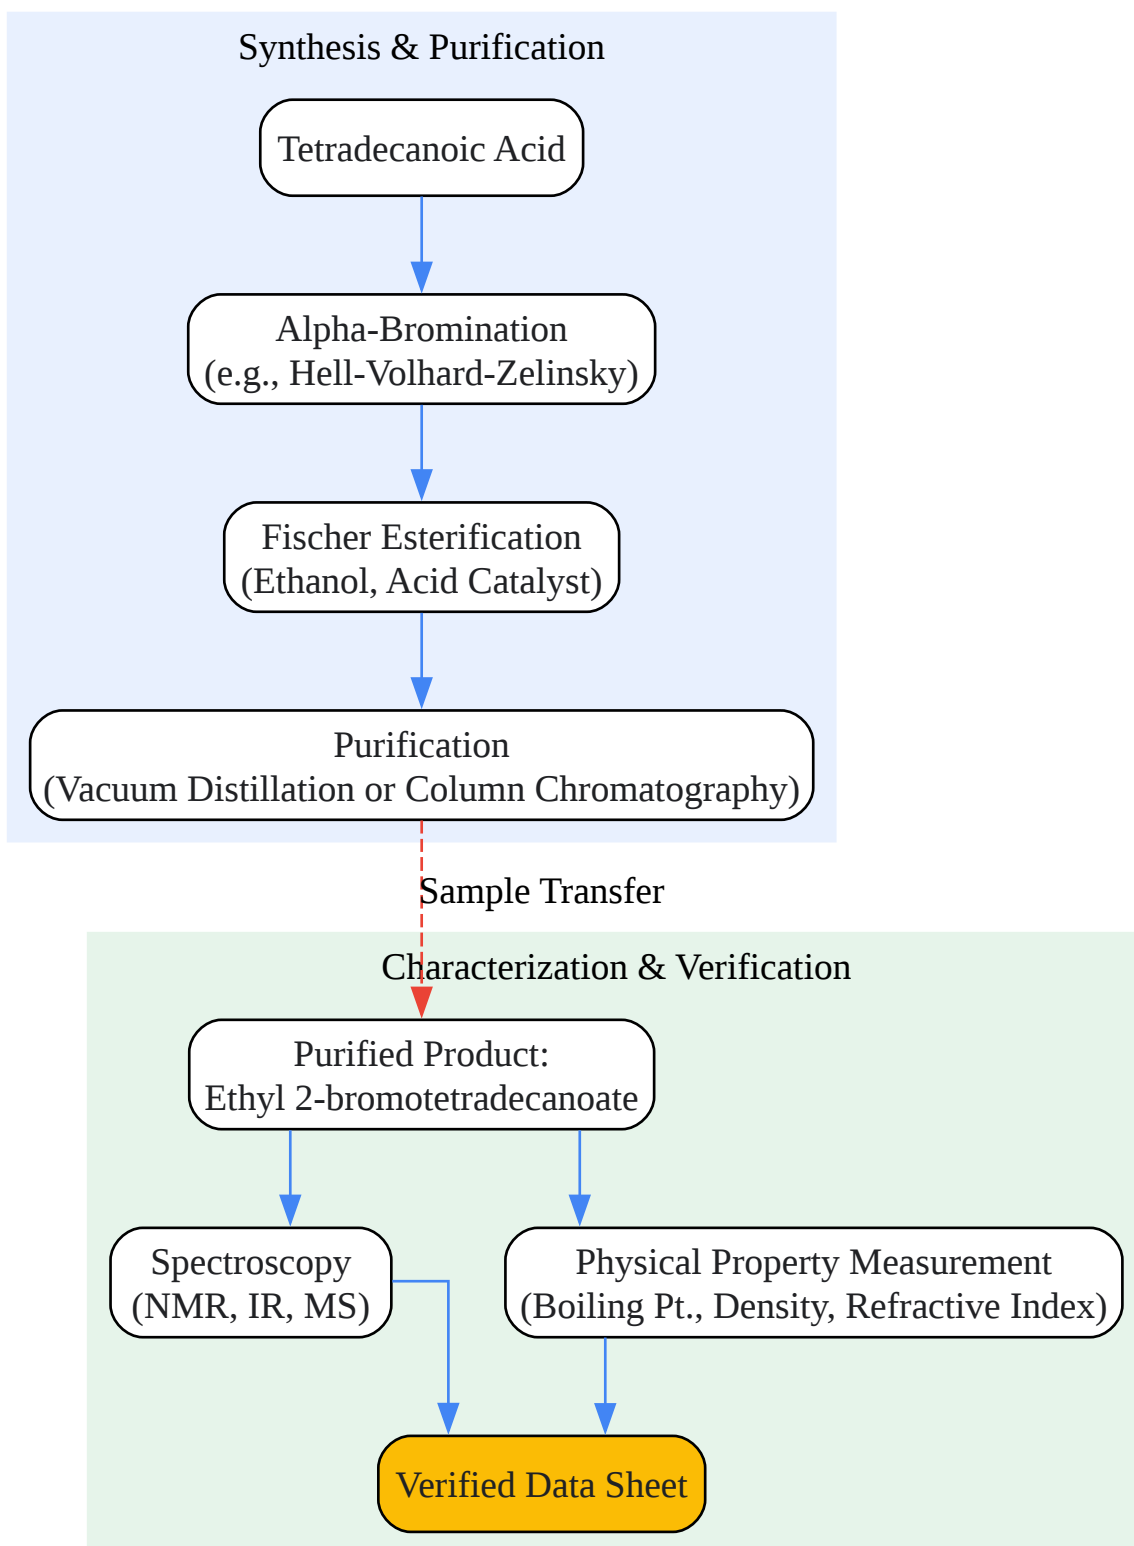 Synthesis & Purification
Tetradecanoic Acid
Alpha-Bromination
(e.g., Hell-Volhard-Zelinsky)
Fischer Esterification
(Ethanol, Acid Catalyst)
Purification
(Vacuum Distillation or Column Chromatography)
Sample Transfer
Characterization & Verification
Purified Product:
Ethyl 2-bromotetradecanoate
Spectroscopy
(NMR, IR, MS)
Physical Property Measurement
(Boiling Pt., Density, Refractive Index)
Verified Data Sheet